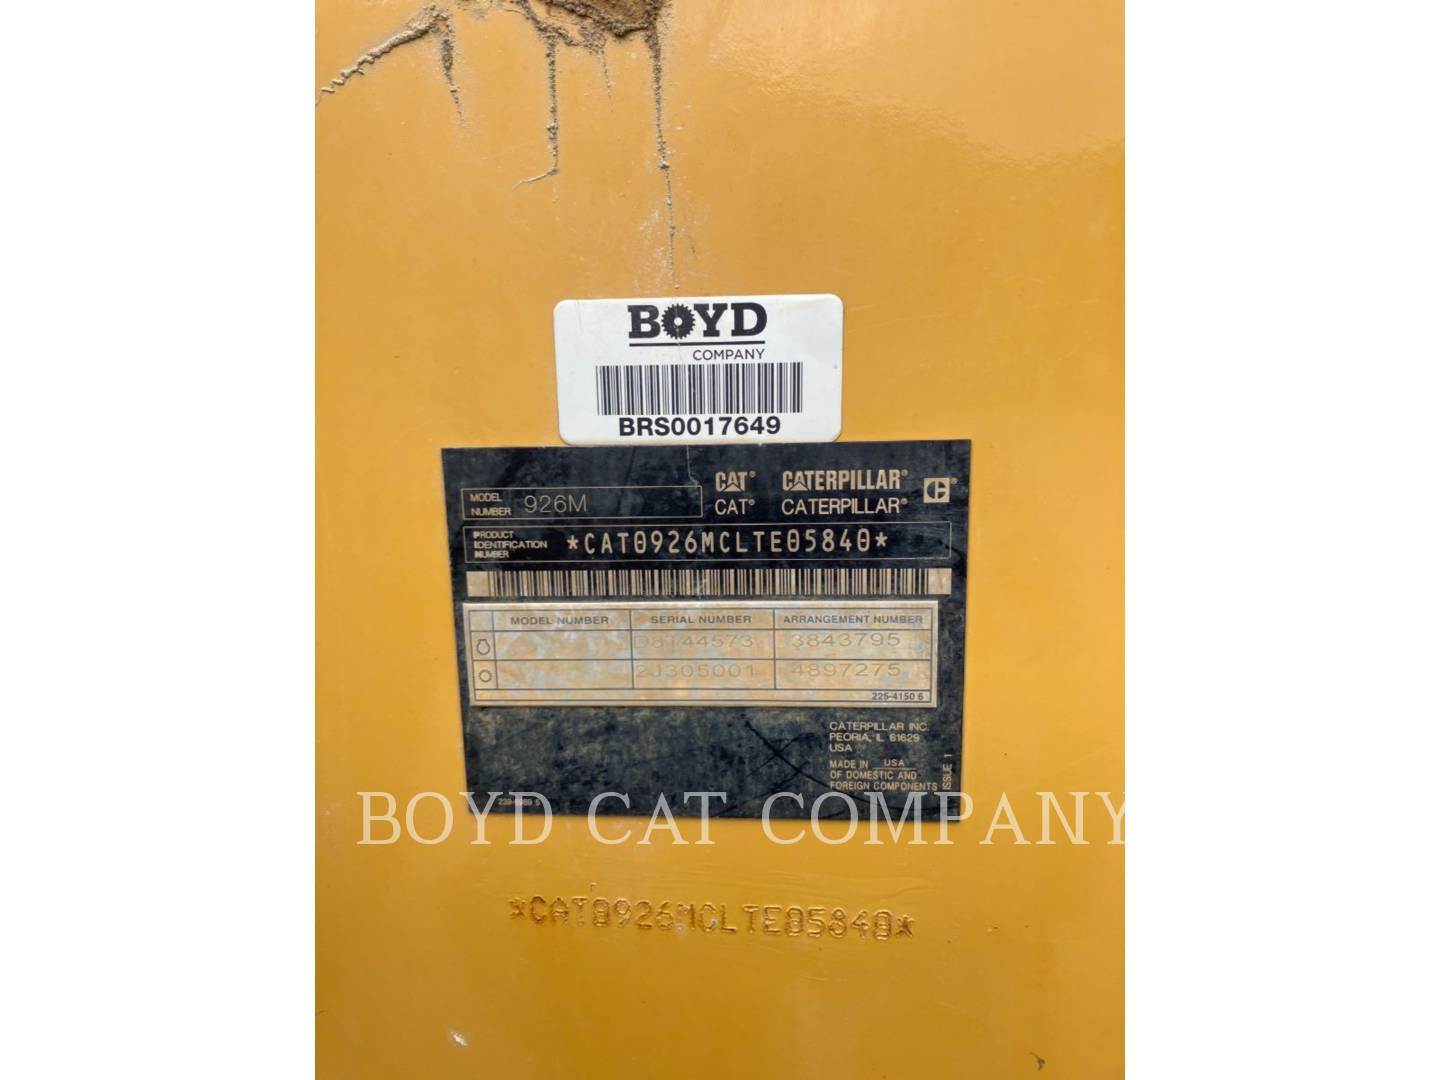 BOYD
COMPANY
BRS0017649
CAT® CATERPILLAR®
CAT® CATERPILLAR®
MODEL NUMBER 926M
PRODUCT IDENTIFICATION NUMBER *CAT0926MCLTE05840*
MODEL NUMBER SERIAL NUMBER ARRANGEMENT NUMBER
3843795
2J305001 4897275
225-4150 6
CATERPILLAR INC.
PEORIA, IL 61629
USA
MADE IN USA
OF DOMESTIC AND
FOREIGN COMPONENTS
ISSUE 1
BOYD CAT COMPANY
*CAT0926MCLTE05840*